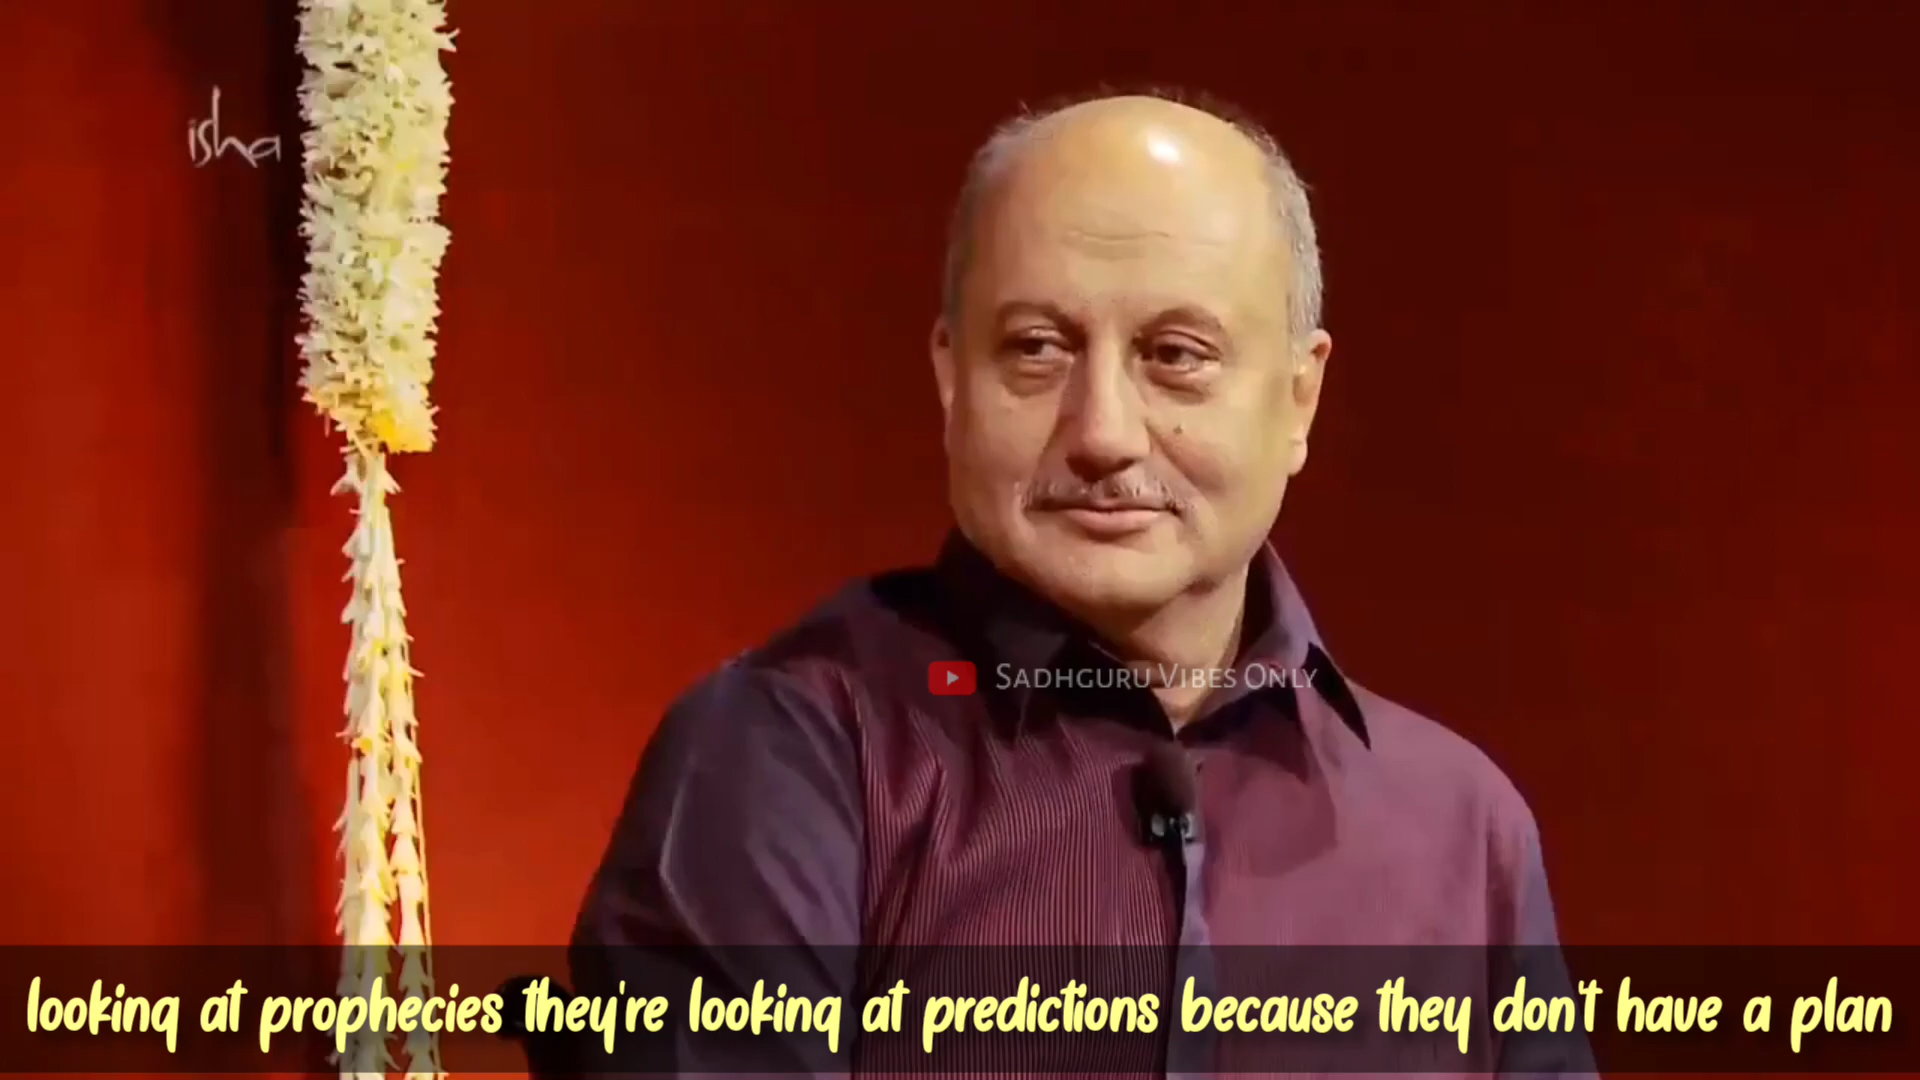 isha
SADHGURU VIBES ONLY
looking at prophecies they're looking at predictions because they don't have a plan